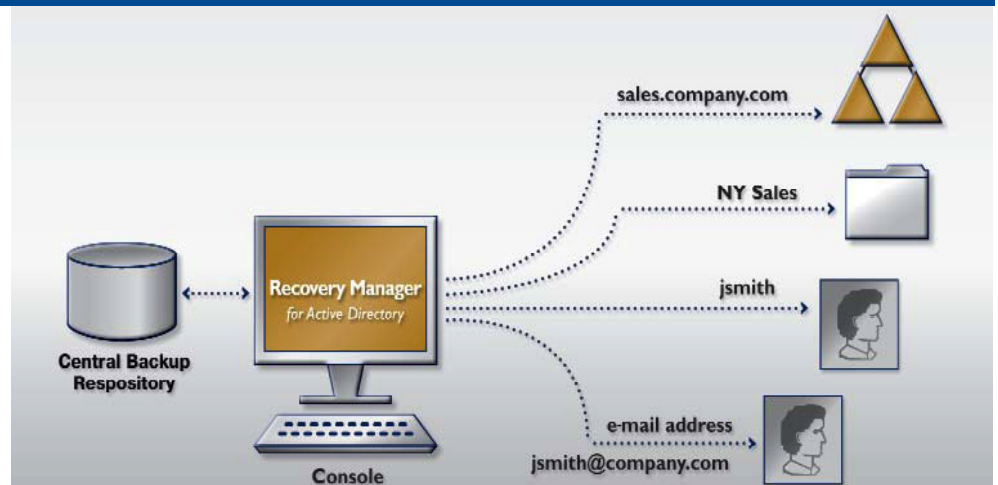 sales.company.com
NY Sales
Recovery Manager
for Active Directory
jsmith
Central Backup
Respository
e-mail address
jsmith@company.com
Console